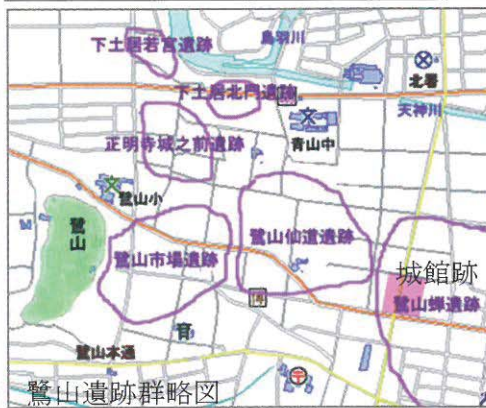 下土居若宮遺跡
鳥羽川
北署
下土居北門遺跡
天神川
正明寺城之前遺跡
青山中
鷺山小
鷺山
鷺山市場遺跡
鷺山仙道遺跡
城館跡
鷺山蝉遺跡
鷺山本通
鷺山遺跡群略図